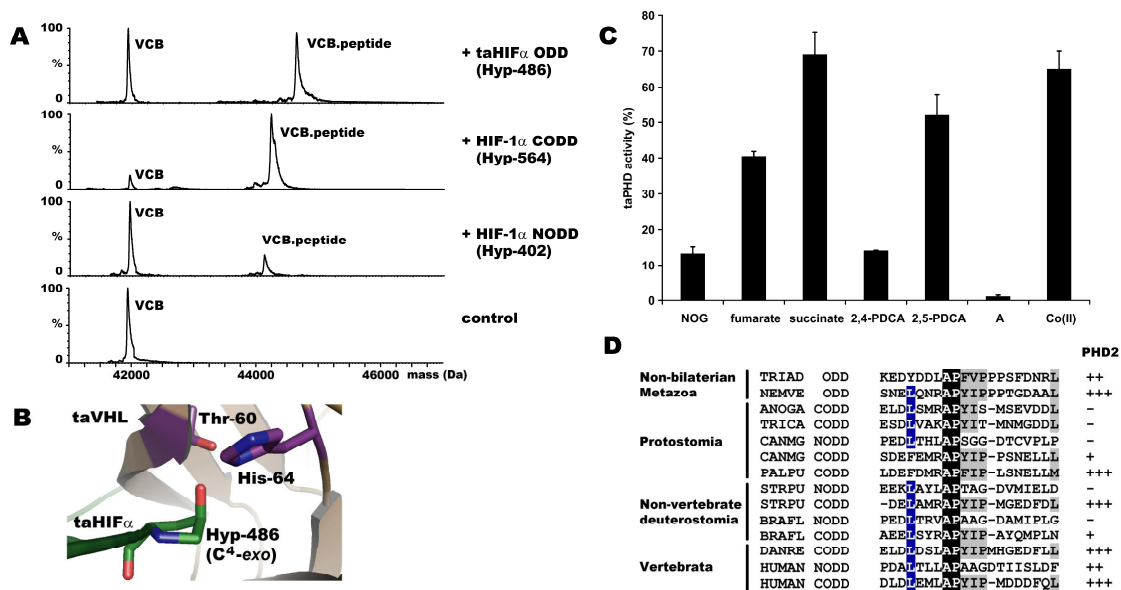 A
100
%
0
VCB
VCB.peptide
+ taHIFα ODD
(Hyp-486)
100
%
0
VCB
VCB.peptide
+ HIF-1α CODD
(Hyp-564)
100
%
0
VCB
VCB.peptide
+ HIF-1α NODD
(Hyp-402)
100
%
0
VCB
control
42000 44000 46000 mass (Da)
B
taVHL
Thr-60
His-64
taHIFα
Hyp-486
(C4-exo)
C
taPHD activity (%)
80
70
60
50
40
30
20
10
0
NOG fumarate succinate 2,4-PDCA 2,5-PDCA A Co(II)
D
PHD2
Non-bilaterian
Metazoa
TRIAD ODD KEDYDDLAPFVPPPSFDNRL ++
NEMVE ODD SNELQNRAPYIPPPTGDAAL +++
Protostomia
ANOGA CODD ELDLSMRAPYIS-MSEVDDL –
TRICA CODD ESDLVAKAPYIT-MNMGDDL –
CANMG NODD PEDLTHLAPSGG-DTCVPLP –
CANMG CODD SDEFEMRAPYIP-PSNELLL +
PALPU CODD LDEFDMRAPFIP-LSNELLM +++
Non-vertebrate
deuterostomia
STRPU NODD EEKLAYLAPTAG-DVMIELD –
STRPU CODD -DELAMRAPYIP-MGEDFDL +++
BRAFL NODD PEDLTRVAPAAG-DAMIPLG –
BRAFL CODD AEELSYRAPYIP-AYQMPLN +
Vertebrata
DANRE CODD ELDLDSLAPYIPMHGEDFLL +++
HUMAN NODD PDALTLLAPAAGDTIISLDF ++
HUMAN CODD DLDLEMLAPYIP-MDDDFQL +++